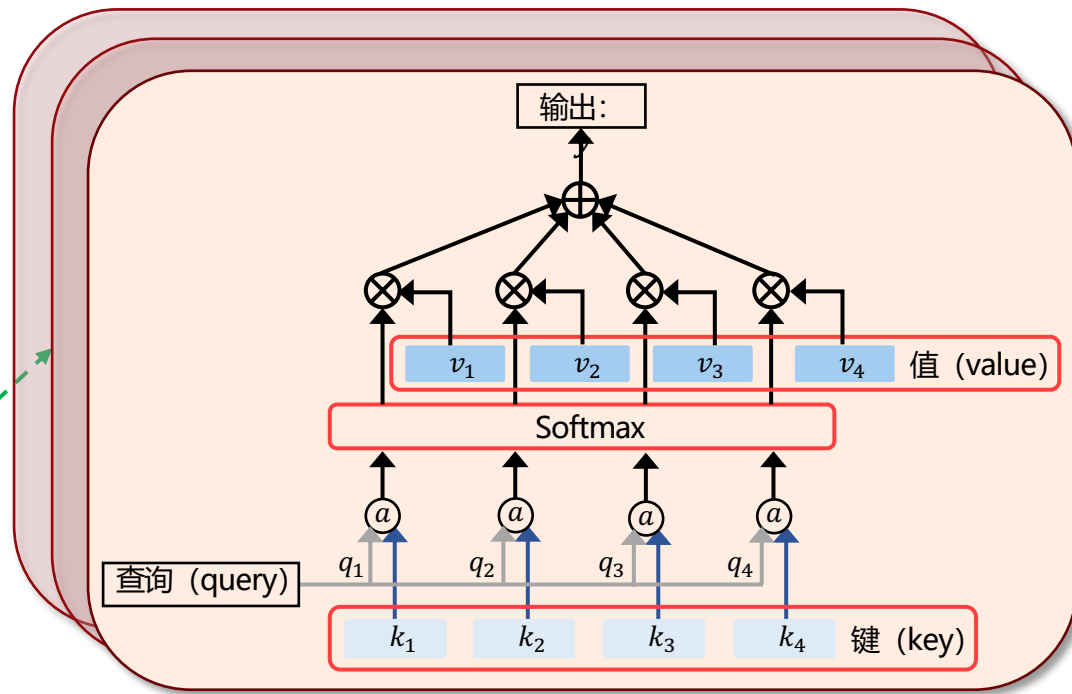 输出:
y
v₁ v₂ v₃ v₄ 值（value）
Softmax
a a a a
q₁ q₂ q₃ q₄
查询（query）
k₁ k₂ k₃ k₄ 键（key）